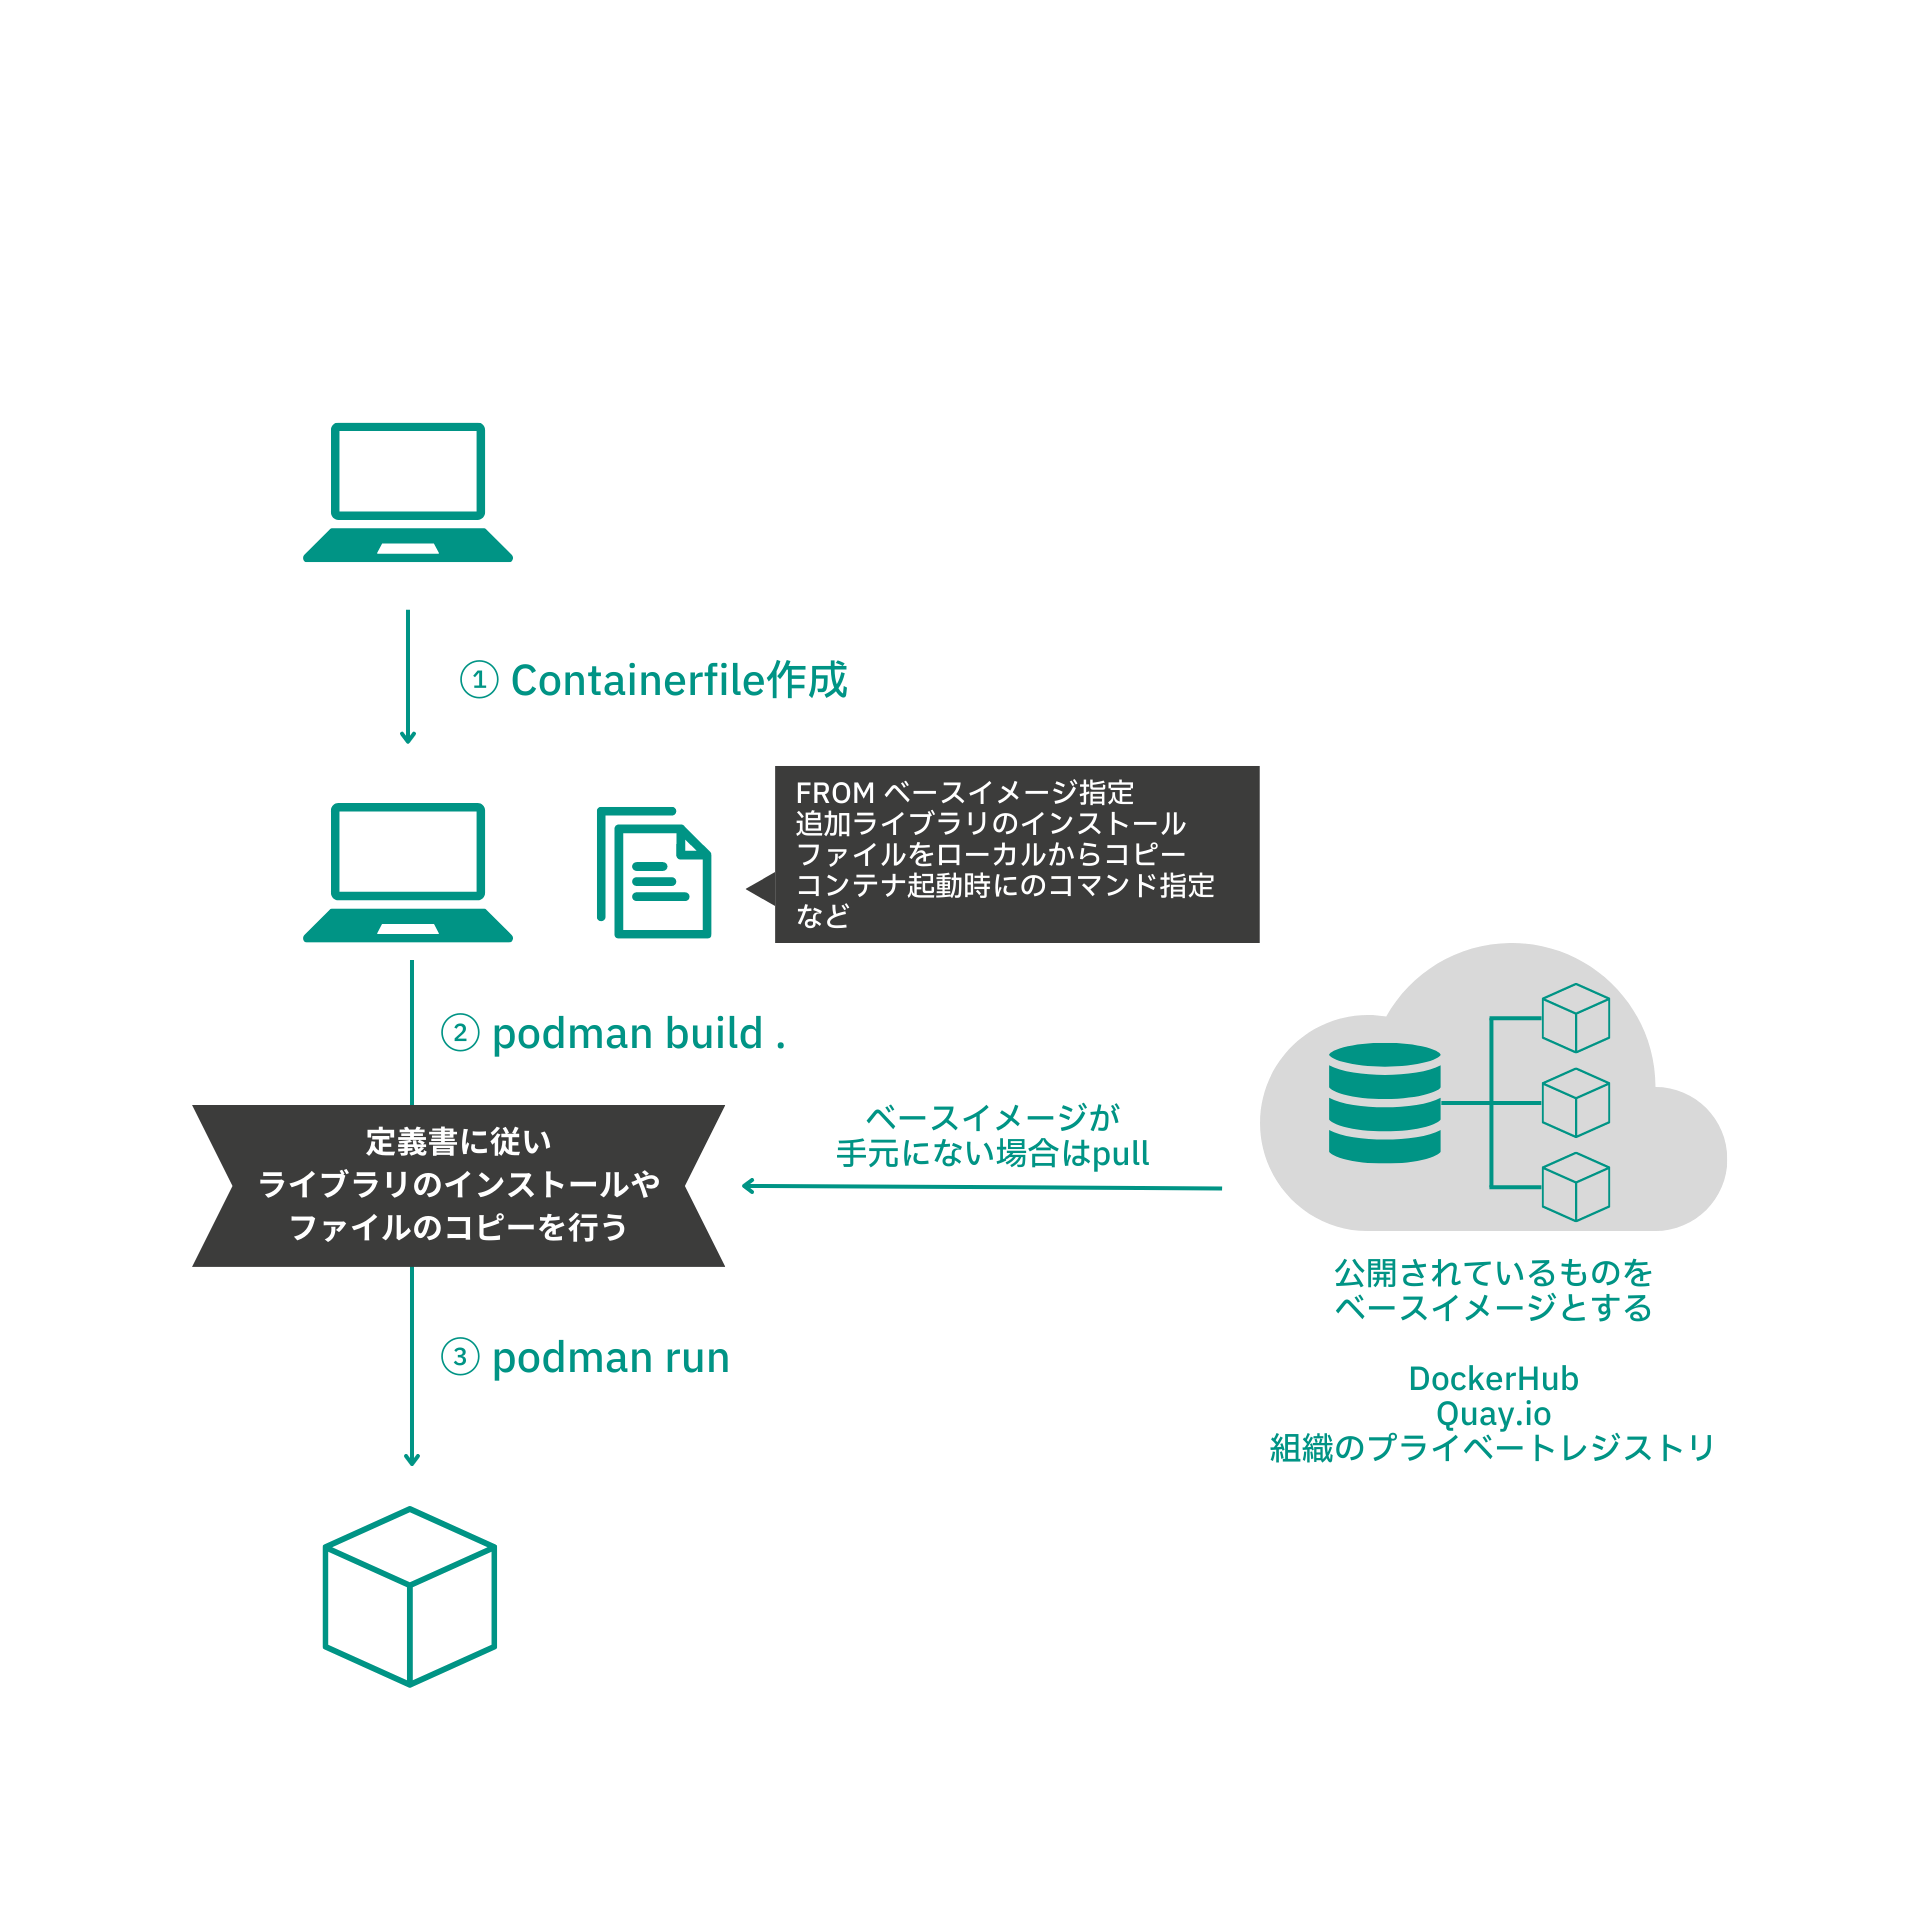 ① Containerfile作成
FROM ベースイメージ指定
追加ライブラリのインストール
ファイルをローカルからコピー
コンテナ起動時にのコマンド指定
など
② podman build .
定義書に従い
ライブラリのインストールや
ファイルのコピーを行う
ベースイメージが
手元にない場合はpull
公開されているものを
ベースイメージとする
DockerHub
Quay.io
組織のプライベートレジストリ
③ podman run